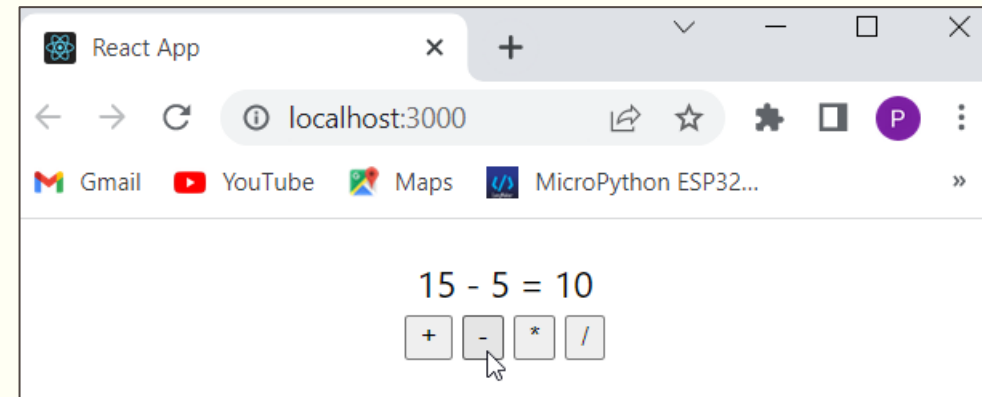 React App
localhost:3000
P
Gmail YouTube Maps MicroPython ESP32...
15 - 5 = 10
+ - * /